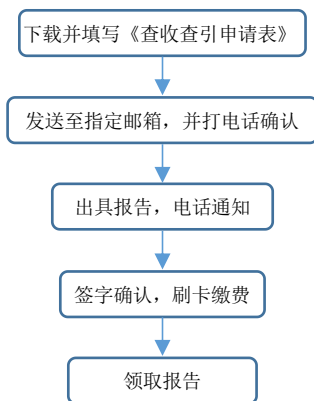 下载并填写《查收查引申请表》
发送至指定邮箱，并打电话确认
出具报告，电话通知
签字确认，刷卡缴费
领取报告